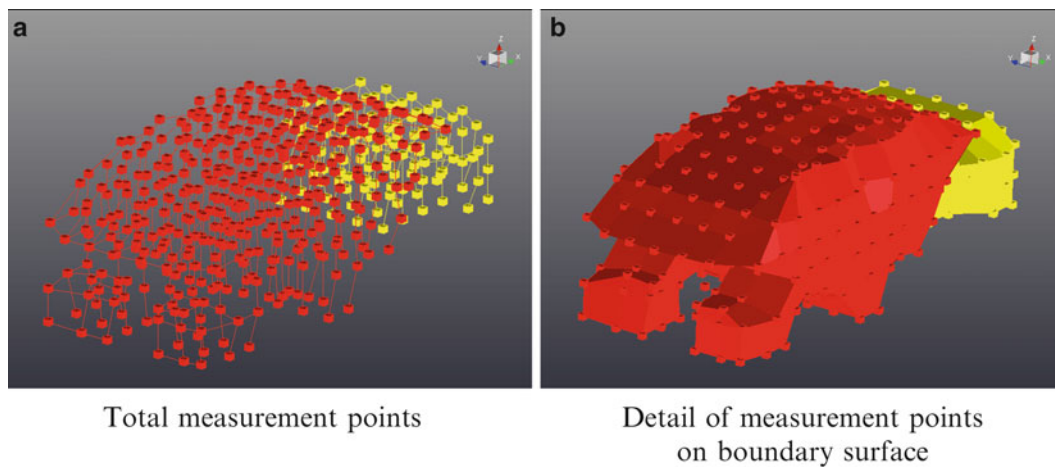 a
b
Z
Y
X
Z
Y
X
Total measurement points
Detail of measurement points
on boundary surface